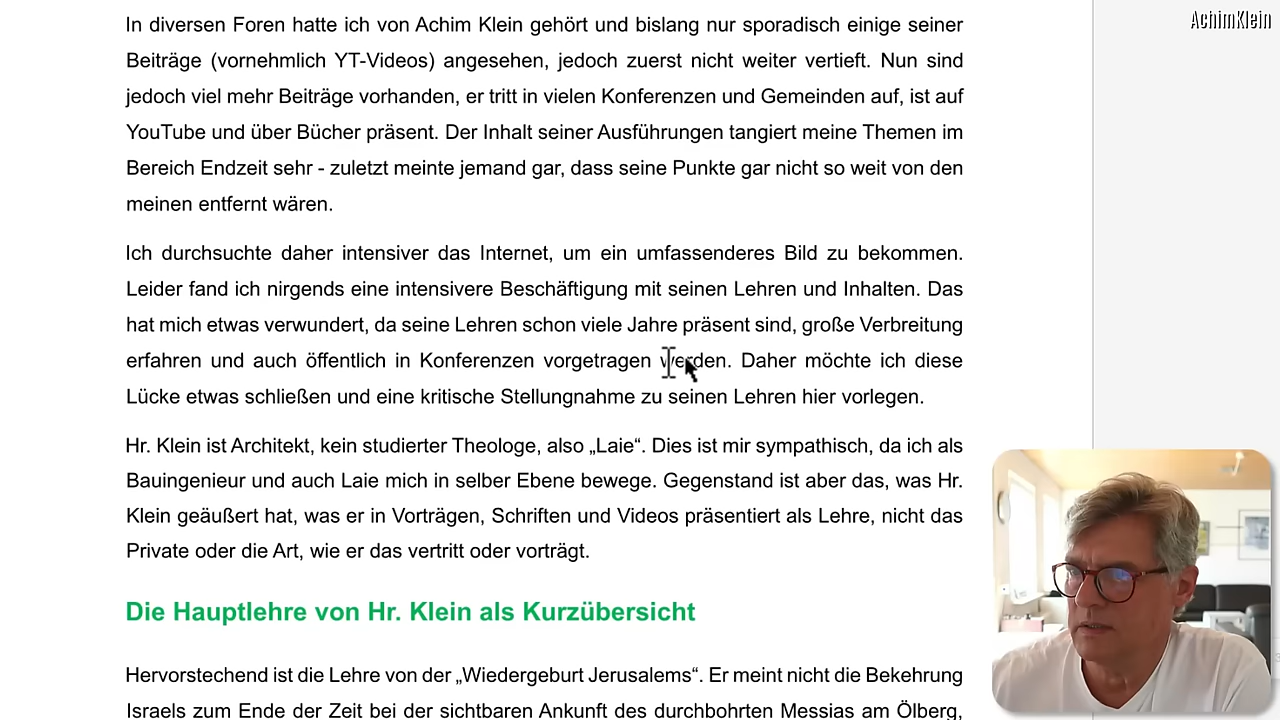 AchimKlein
In diversen Foren hatte ich von Achim Klein gehört und bislang nur sporadisch einige seiner
Beiträge (vornehmlich YT-Videos) angesehen, jedoch zuerst nicht weiter vertieft. Nun sind
jedoch viel mehr Beiträge vorhanden, er tritt in vielen Konferenzen und Gemeinden auf, ist auf
YouTube und über Bücher präsent. Der Inhalt seiner Ausführungen tangiert meine Themen im
Bereich Endzeit sehr - zuletzt meinte jemand gar, dass seine Punkte gar nicht so weit von den
meinen entfernt wären.
Ich durchsuchte daher intensiver das Internet, um ein umfassenderes Bild zu bekommen.
Leider fand ich nirgends eine intensivere Beschäftigung mit seinen Lehren und Inhalten. Das
hat mich etwas verwundert, da seine Lehren schon viele Jahre präsent sind, große Verbreitung
erfahren und auch öffentlich in Konferenzen vorgetragen werden. Daher möchte ich diese
Lücke etwas schließen und eine kritische Stellungnahme zu seinen Lehren hier vorlegen.
Hr. Klein ist Architekt, kein studierter Theologe, also „Laie“. Dies ist mir sympathisch, da ich als
Bauingenieur und auch Laie mich in selber Ebene bewege. Gegenstand ist aber das, was Hr.
Klein geäußert hat, was er in Vorträgen, Schriften und Videos präsentiert als Lehre, nicht das
Private oder die Art, wie er das vertritt oder vorträgt.
Die Hauptlehre von Hr. Klein als Kurzübersicht
Hervorstechend ist die Lehre von der „Wiedergeburt Jerusalems“. Er meint nicht die Bekehrung
Israels zum Ende der Zeit bei der sichtbaren Ankunft des durchbohrten Messias am Ölberg,